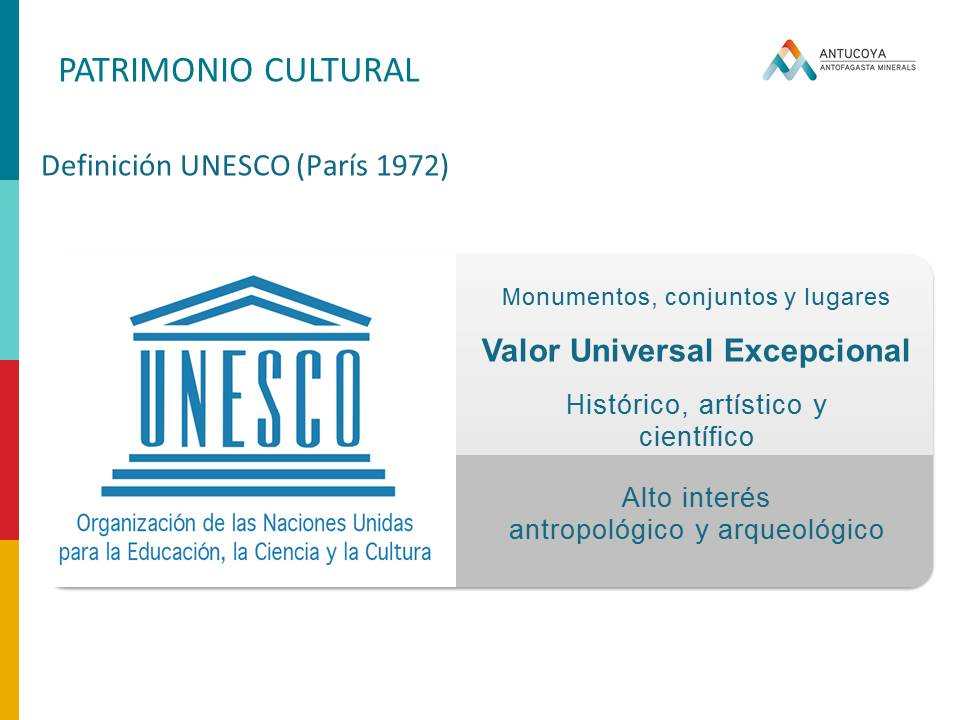 PATRIMONIO CULTURAL
ANTUCOYA
ANTOFAGASTA MINERALS
Definición UNESCO (París 1972)
UNESCO
Organización de las Naciones Unidas
para la Educación, la Ciencia y la Cultura
Monumentos, conjuntos y lugares
Valor Universal Excepcional
Histórico, artístico y
científico
Alto interés
antropológico y arqueológico